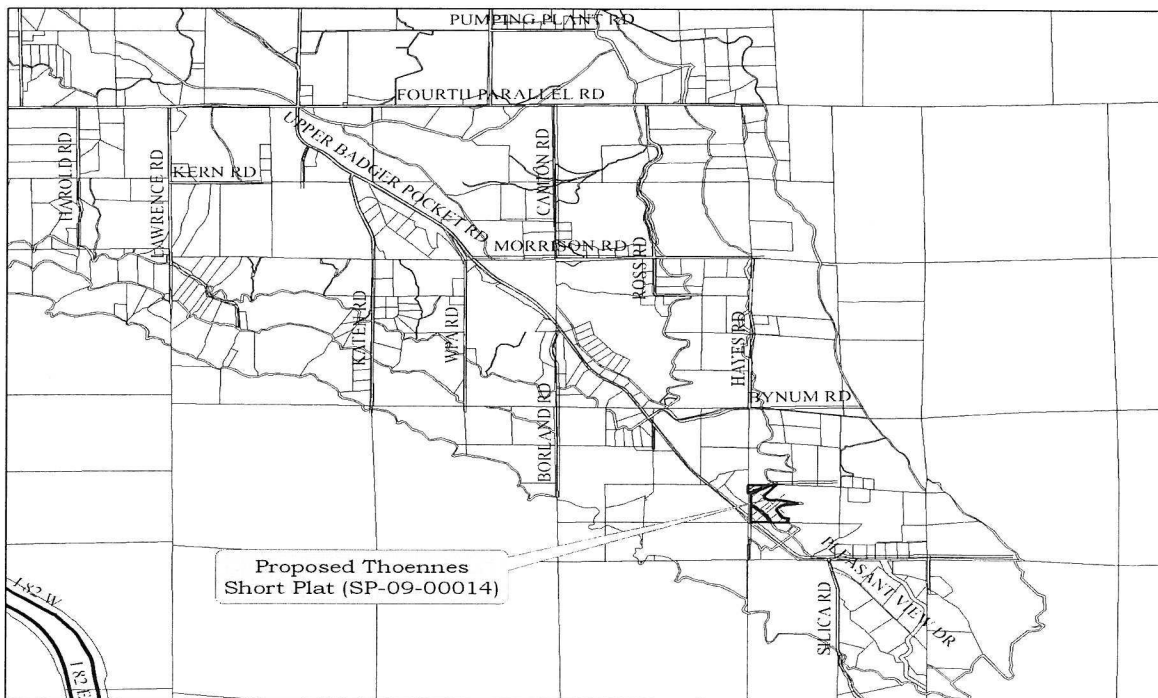 PUMPING PLANT RD
FOURTH PARALLEL RD
HAROLD RD
LAWRENCE RD
KERN RD
UPPER BADGER POCKET RD
CANYON RD
MORRISON RD
ROSS RD
KATEH RD
WPA RD
HAYES RD
BORLAND RD
BYNUM RD
Proposed Thoennes
Short Plat (SP-09-00014)
PLEASANT VIEW DR
SILICA RD
I-82 W
I-82 E